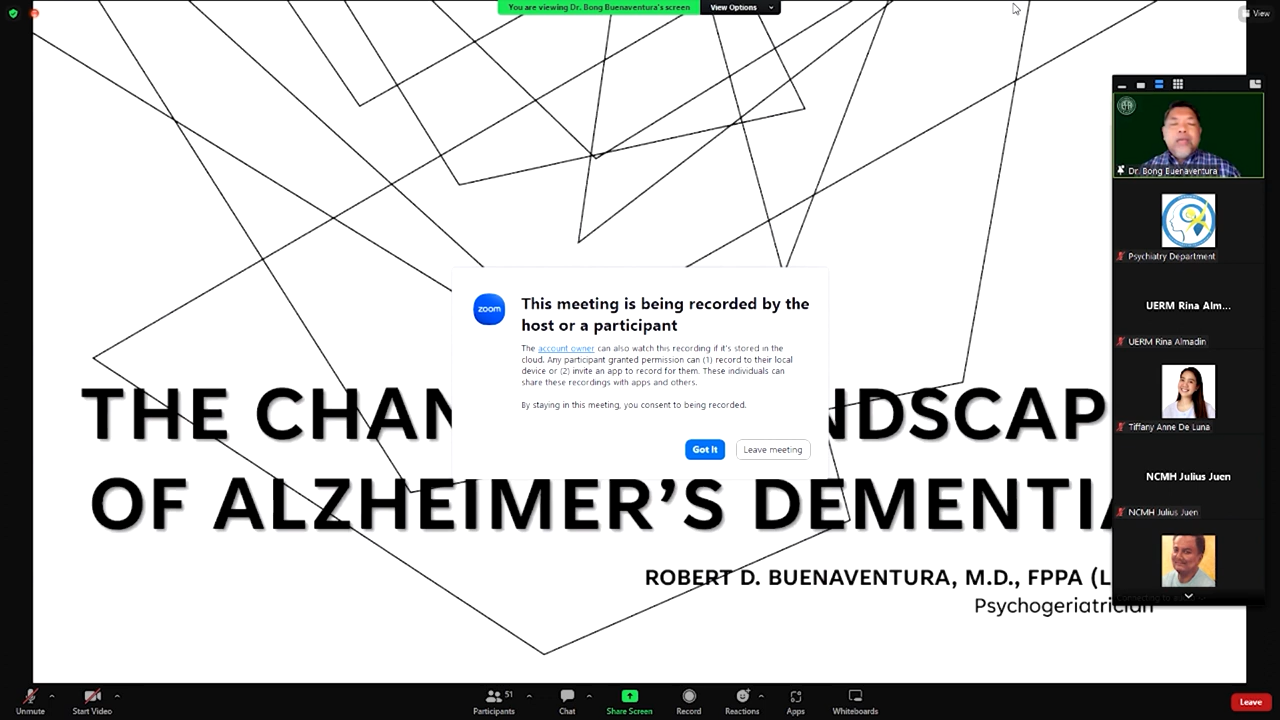 You are viewing Dr. Bong Buenaventura's screen
View Options
View
Dr. Bong Buenaventura
Psychiatry Department
UERM Rina Alm...
UERM Rina Almadin
Tiffany Anne De Luna
NCMH Julius Juen
NCMH Julius Juen
zoom
This meeting is being recorded by the
host or a participant
The account owner can also watch this recording if it's stored in the
cloud. Any participant granted permission can (1) record to their local
device or (2) invite an app to record for them. These individuals can
share these recordings with apps and others.
By staying in this meeting, you consent to being recorded.
Got It
Leave meeting
THE CHAN NDSCAP
OF ALZHEIMER’S DEMENTIA
ROBERT D. BUENAVENTURA, M.D., FPPA (L
Psychogeriatrician
Unmute
Start Video
51
Participants
Chat
Share Screen
Record
Reactions
Apps
Whiteboards
Leave